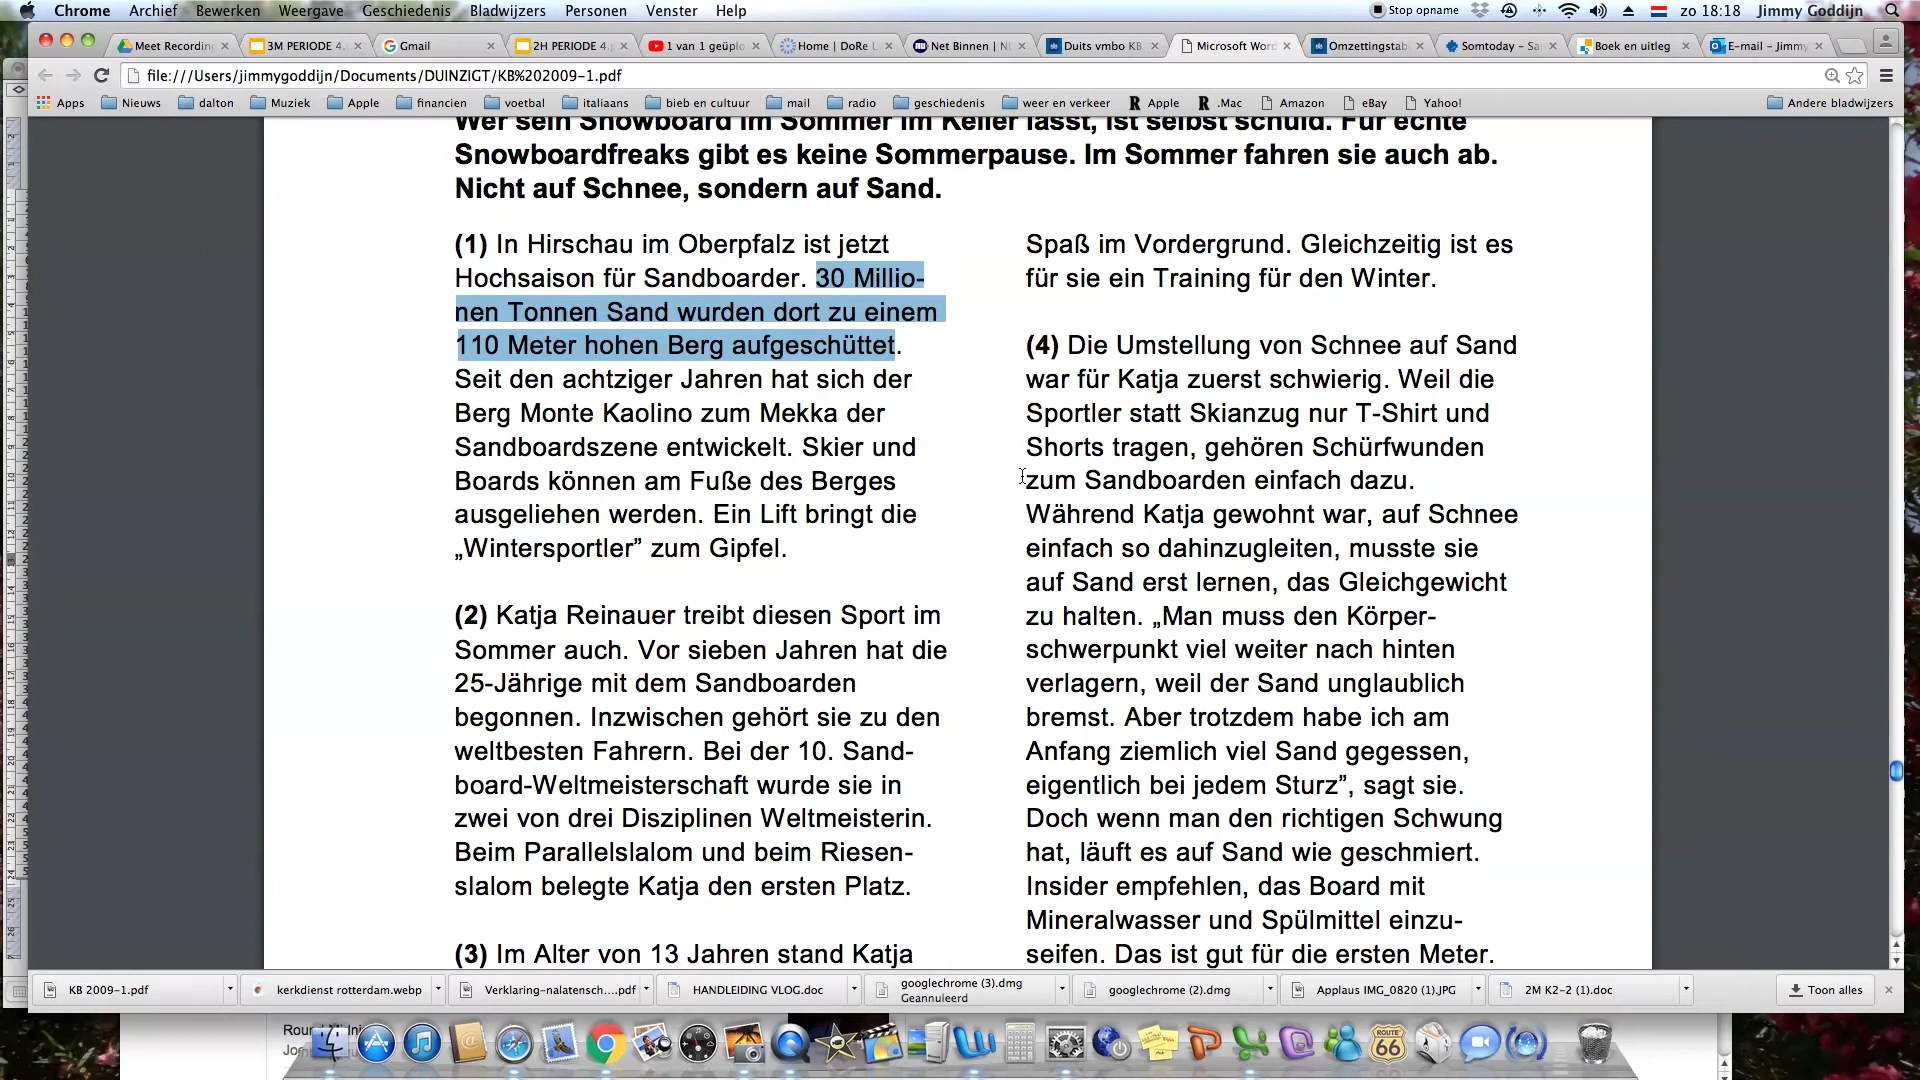 Chrome Archief Bewerken Weergave Geschiedenis Bladwijzers Personen Venster Help
Stop opname zo 18:18 Jimmy Goddijn
Meet Recording 3M PERIODE 4. Gmail 2H PERIODE 4. 1 van 1 geüplo Home | DoRe L Net Binnen | N Duits vmbo KB Microsoft Wor Omzettingstab Somtoday - Sa Boek en uitleg E-mail - Jimmy
file:///Users/jimmygoddijn/Documents/DUINZIGT/KB%202009-1.pdf
Apps Nieuws dalton Muziek Apple financien voetbal italiaans bieb en cultuur mail radio geschiedenis weer en verkeer Apple .Mac Amazon eBay Yahoo! Andere bladwijzers
Wer sein Snowboard im Sommer im Keller lässt, ist selbst schuld. Für echte
Snowboardfreaks gibt es keine Sommerpause. Im Sommer fahren sie auch ab.
Nicht auf Schnee, sondern auf Sand.
(1) In Hirschau im Oberpfalz ist jetzt
Hochsaison für Sandboarder. 30 Millio-
nen Tonnen Sand wurden dort zu einem
110 Meter hohen Berg aufgeschüttet.
Seit den achtziger Jahren hat sich der
Berg Monte Kaolino zum Mekka der
Sandboardszene entwickelt. Skier und
Boards können am Fuße des Berges
ausgeliehen werden. Ein Lift bringt die
„Wintersportler” zum Gipfel.
(2) Katja Reinauer treibt diesen Sport im
Sommer auch. Vor sieben Jahren hat die
25-Jährige mit dem Sandboarden
begonnen. Inzwischen gehört sie zu den
weltbesten Fahrern. Bei der 10. Sand-
board-Weltmeisterschaft wurde sie in
zwei von drei Disziplinen Weltmeisterin.
Beim Parallelslalom und beim Riesen-
slalom belegte Katja den ersten Platz.
(3) Im Alter von 13 Jahren stand Katja
Spaß im Vordergrund. Gleichzeitig ist es
für sie ein Training für den Winter.
(4) Die Umstellung von Schnee auf Sand
war für Katja zuerst schwierig. Weil die
Sportler statt Skianzug nur T-Shirt und
Shorts tragen, gehören Schürfwunden
zum Sandboarden einfach dazu.
Während Katja gewohnt war, auf Schnee
einfach so dahinzugleiten, musste sie
auf Sand erst lernen, das Gleichgewicht
zu halten. „Man muss den Körper-
schwerpunkt viel weiter nach hinten
verlagern, weil der Sand unglaublich
bremst. Aber trotzdem habe ich am
Anfang ziemlich viel Sand gegessen,
eigentlich bei jedem Sturz”, sagt sie.
Doch wenn man den richtigen Schwung
hat, läuft es auf Sand wie geschmiert.
Insider empfehlen, das Board mit
Mineralwasser und Spülmittel einzu-
seifen. Das ist gut für die ersten Meter.
KB 2009-1.pdf kerkdienst rotterdam.webp Verklaring-nalatensch....pdf HANDLEIDING VLOG.doc googlechrome (3).dmg googlechrome (2).dmg Applaus IMG_0820 (1).JPG 2M K2-2 (1).doc Toon alles
Geannuleerd
ROUTE 66